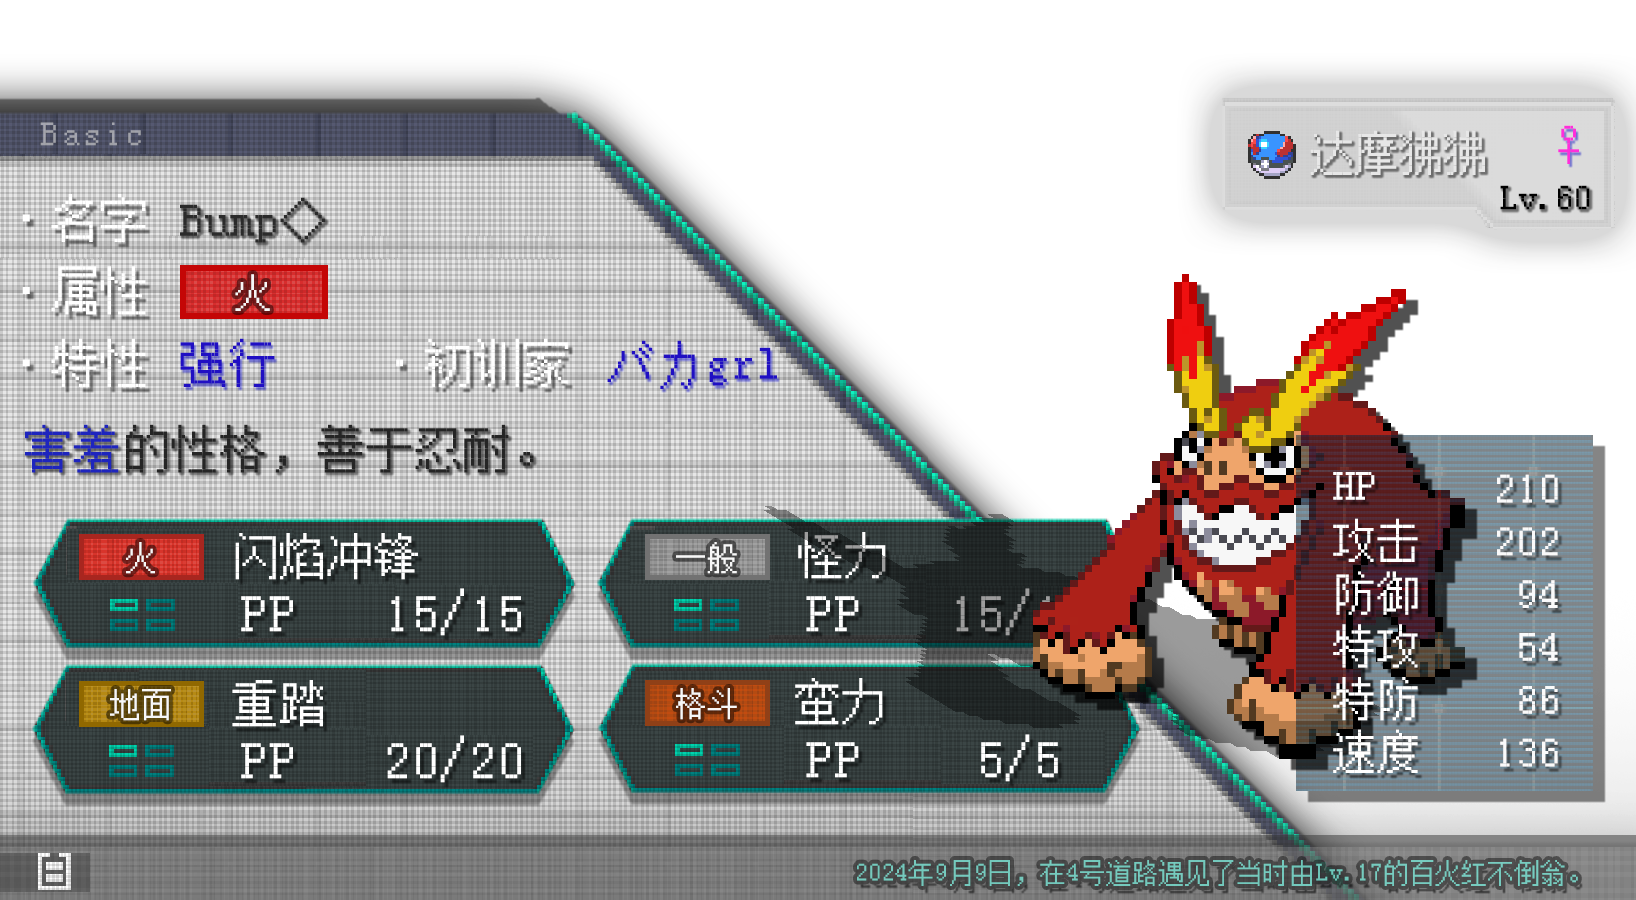 Basic
达摩狒狒 ♀
Lv.60
·名字 Bump◇
·属性 火
·特性 强行 ·初训家 バカgrl
害羞的性格，善于忍耐。
火 闪焰冲锋
PP 15/15
一般 怪力
PP 15/
地面 重踏
PP 20/20
格斗 蛮力
PP 5/5
HP 210
攻击 202
防御 94
特攻 54
特防 86
速度 136
2024年9月9日，在4号道路遇见了当时由Lv.17的百火红不倒翁。